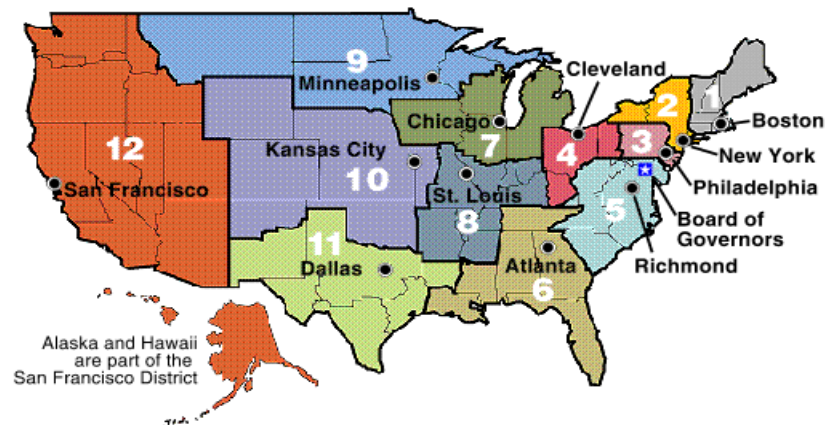 9
Minneapolis
Cleveland
2
1
Chicago
7
Boston
12
Kansas City
4
3
New York
10
San Francisco
St. Louis
Philadelphia
5
8
Board of
Governors
11
Dallas
Atlanta
Richmond
6
Alaska and Hawaii
are part of the
San Francisco District